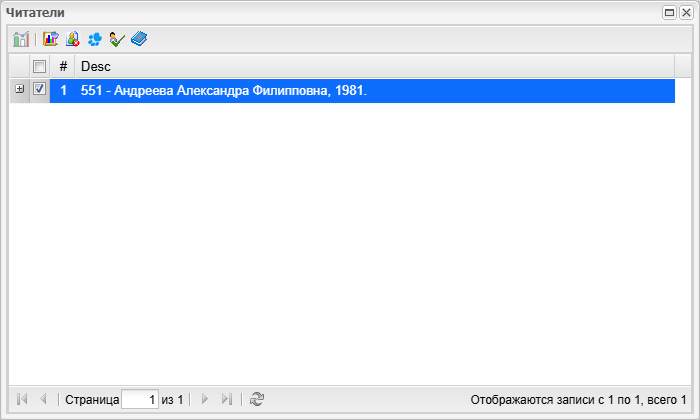 Читатели
# Desc
1 551 - Андреева Александра Филипповна, 1981.
Страница 1 из 1 Отображаются записи с 1 по 1, всего 1